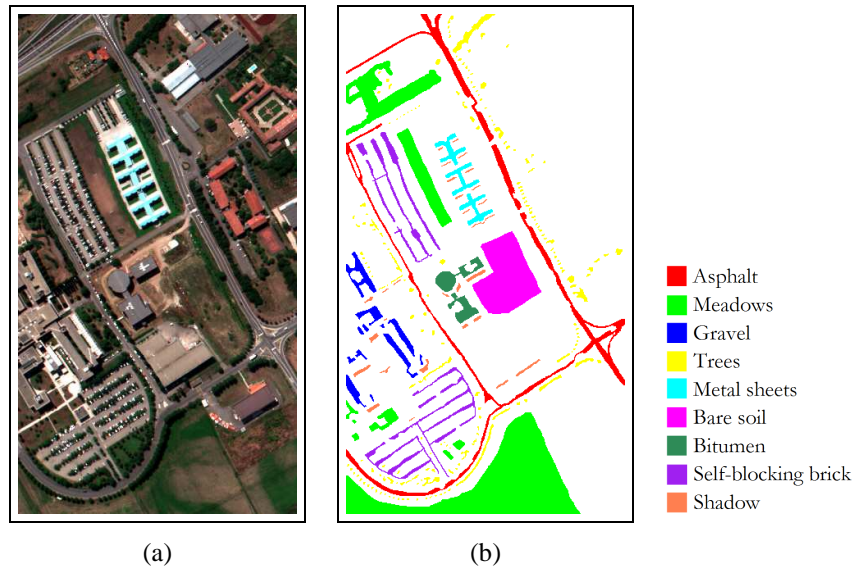 Asphalt
Meadows
Gravel
Trees
Metal sheets
Bare soil
Bitumen
Self-blocking brick
Shadow
(a)
(b)